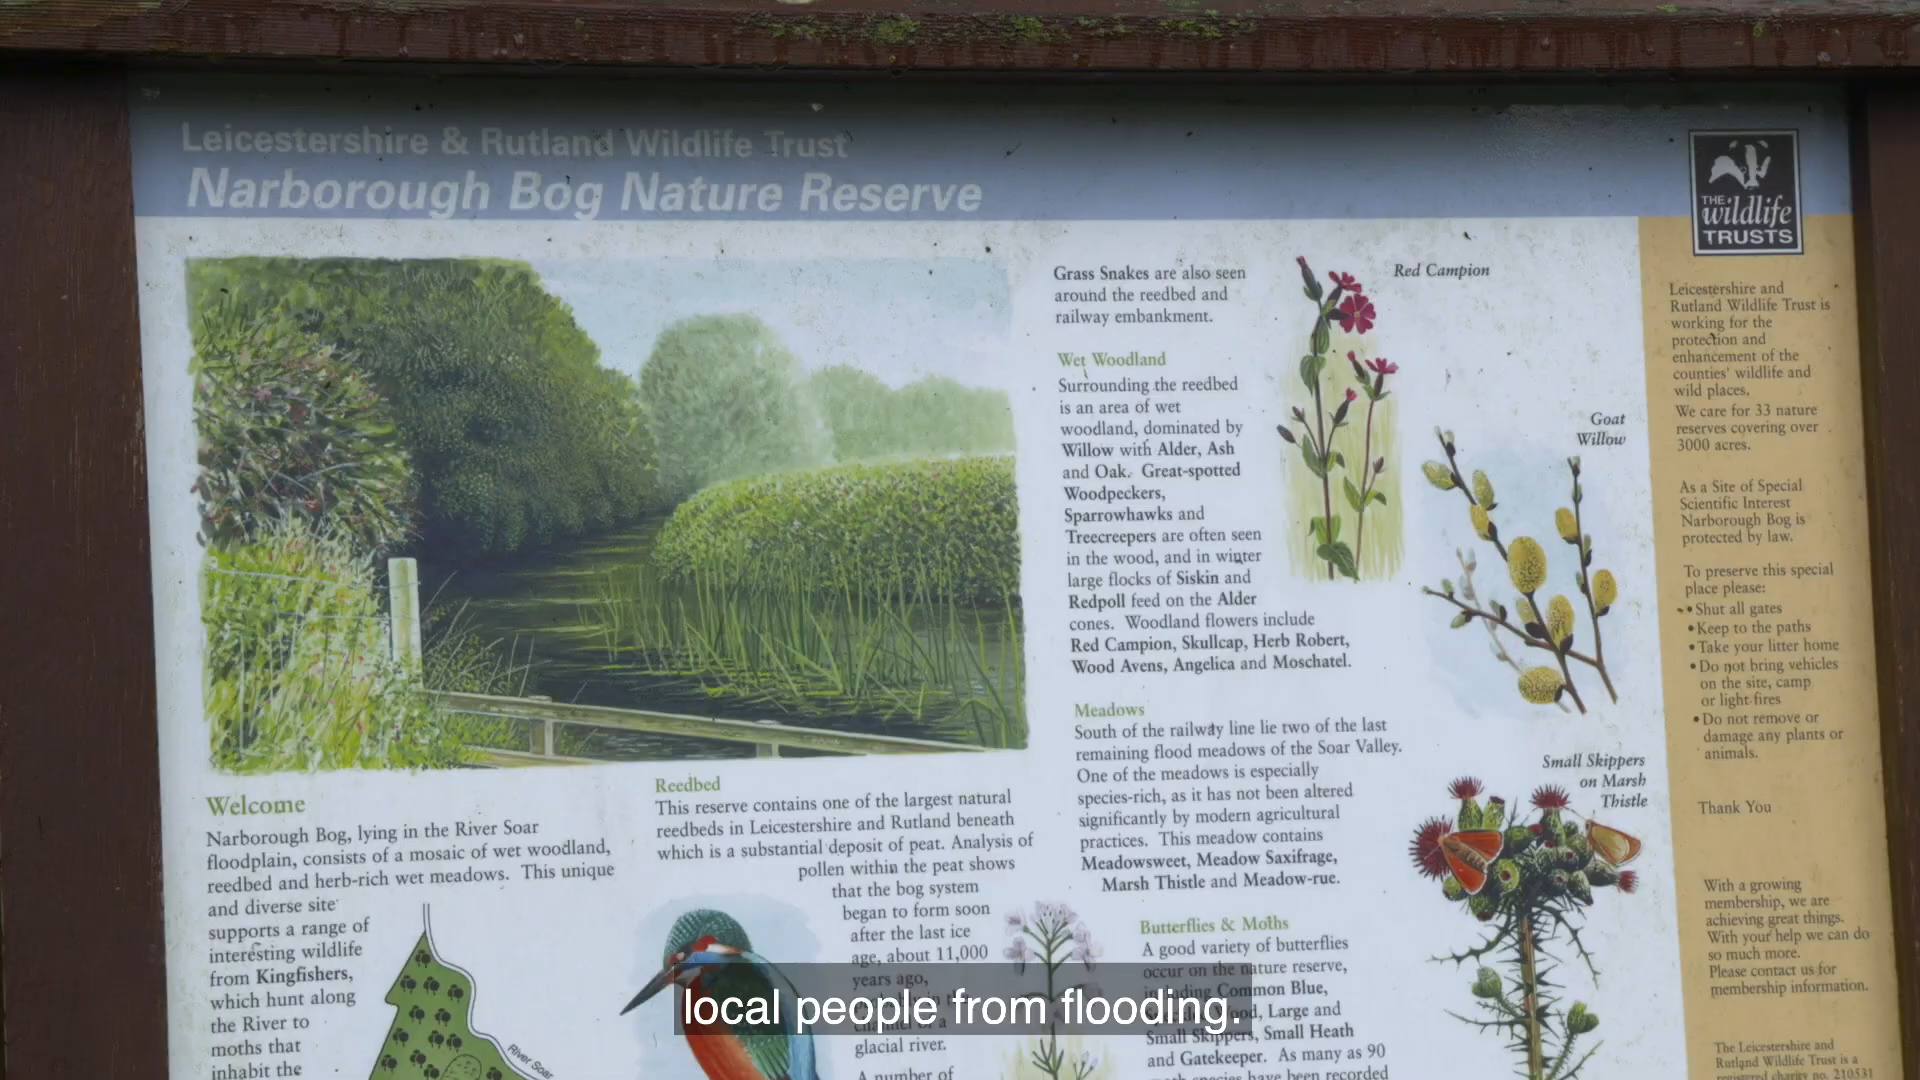 Leicestershire & Rutland Wildlife Trust
Narborough Bog Nature Reserve
THE
wildlife
TRUSTS
Welcome
Narborough Bog, lying in the River Soar
floodplain, consists of a mosaic of wet woodland,
reedbed and herb-rich wet meadows. This unique
and diverse site
supports a range of
interesting wildlife
from Kingfishers,
which hunt along
the River to
moths that
inhabit the
River Soar
Reedbed
This reserve contains one of the largest natural
reedbeds in Leicestershire and Rutland beneath
which is a substantial deposit of peat. Analysis of
pollen within the peat shows
that the bog system
began to form soon
after the last ice
age, about 11,000
years ago,
channel of a
glacial river.
A number of
Grass Snakes are also seen
around the reedbed and
railway embankment.
Wet Woodland
Surrounding the reedbed
is an area of wet
woodland, dominated by
Willow with Alder, Ash
and Oak. Great-spotted
Woodpeckers,
Sparrowhawks and
Treecreepers are often seen
in the wood, and in winter
large flocks of Siskin and
Redpoll feed on the Alder
cones. Woodland flowers include
Red Campion, Skullcap, Herb Robert,
Wood Avens, Angelica and Moschatel.
Meadows
South of the railway line lie two of the last
remaining flood meadows of the Soar Valley.
One of the meadows is especially
species-rich, as it has not been altered
significantly by modern agricultural
practices. This meadow contains
Meadowsweet, Meadow Saxifrage,
Marsh Thistle and Meadow-rue.
Butterflies & Moths
A good variety of butterflies
occur on the nature reserve,
including Common Blue,
Wood, Large and
Small Skippers, Small Heath
and Gatekeeper. As many as 90
moth species have been recorded
Red Campion
Goat
Willow
Small Skippers
on Marsh
Thistle
Leicestershire and
Rutland Wildlife Trust is
working for the
protection and
enhancement of the
counties' wildlife and
wild places.
We care for 33 nature
reserves covering over
3000 acres.
As a Site of Special
Scientific Interest
Narborough Bog is
protected by law.
To preserve this special
place please:
• Shut all gates
• Keep to the paths
• Take your litter home
• Do not bring vehicles
on the site, camp
or light fires
• Do not remove or
damage any plants or
animals.
Thank You
With a growing
membership, we are
achieving great things.
With your help we can do
so much more.
Please contact us for
membership information.
The Leicestershire and
Rutland Wildlife Trust is a
registered charity no. 210531
local people from flooding.